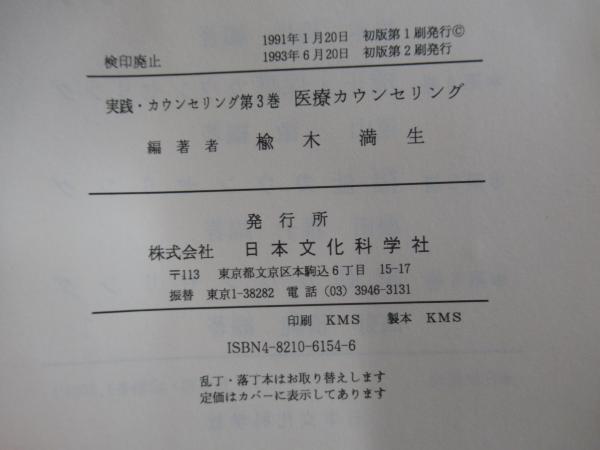 1991年1月20日 初版第1刷発行©
検印廃止
1993年6月20日 初版第2刷発行
実践・カウンセリング第3巻 医療カウンセリング
編著者 楡木満生
発行所
株式会社 日本文化科学社
〒113 東京都文京区本駒込6丁目 15-17
振替 東京1-38282 電話(03)3946-3131
印刷 KMS 製本 KMS
ISBN4-8210-6154-6
乱丁・落丁本はお取り替えします
定価はカバーに表示してあります